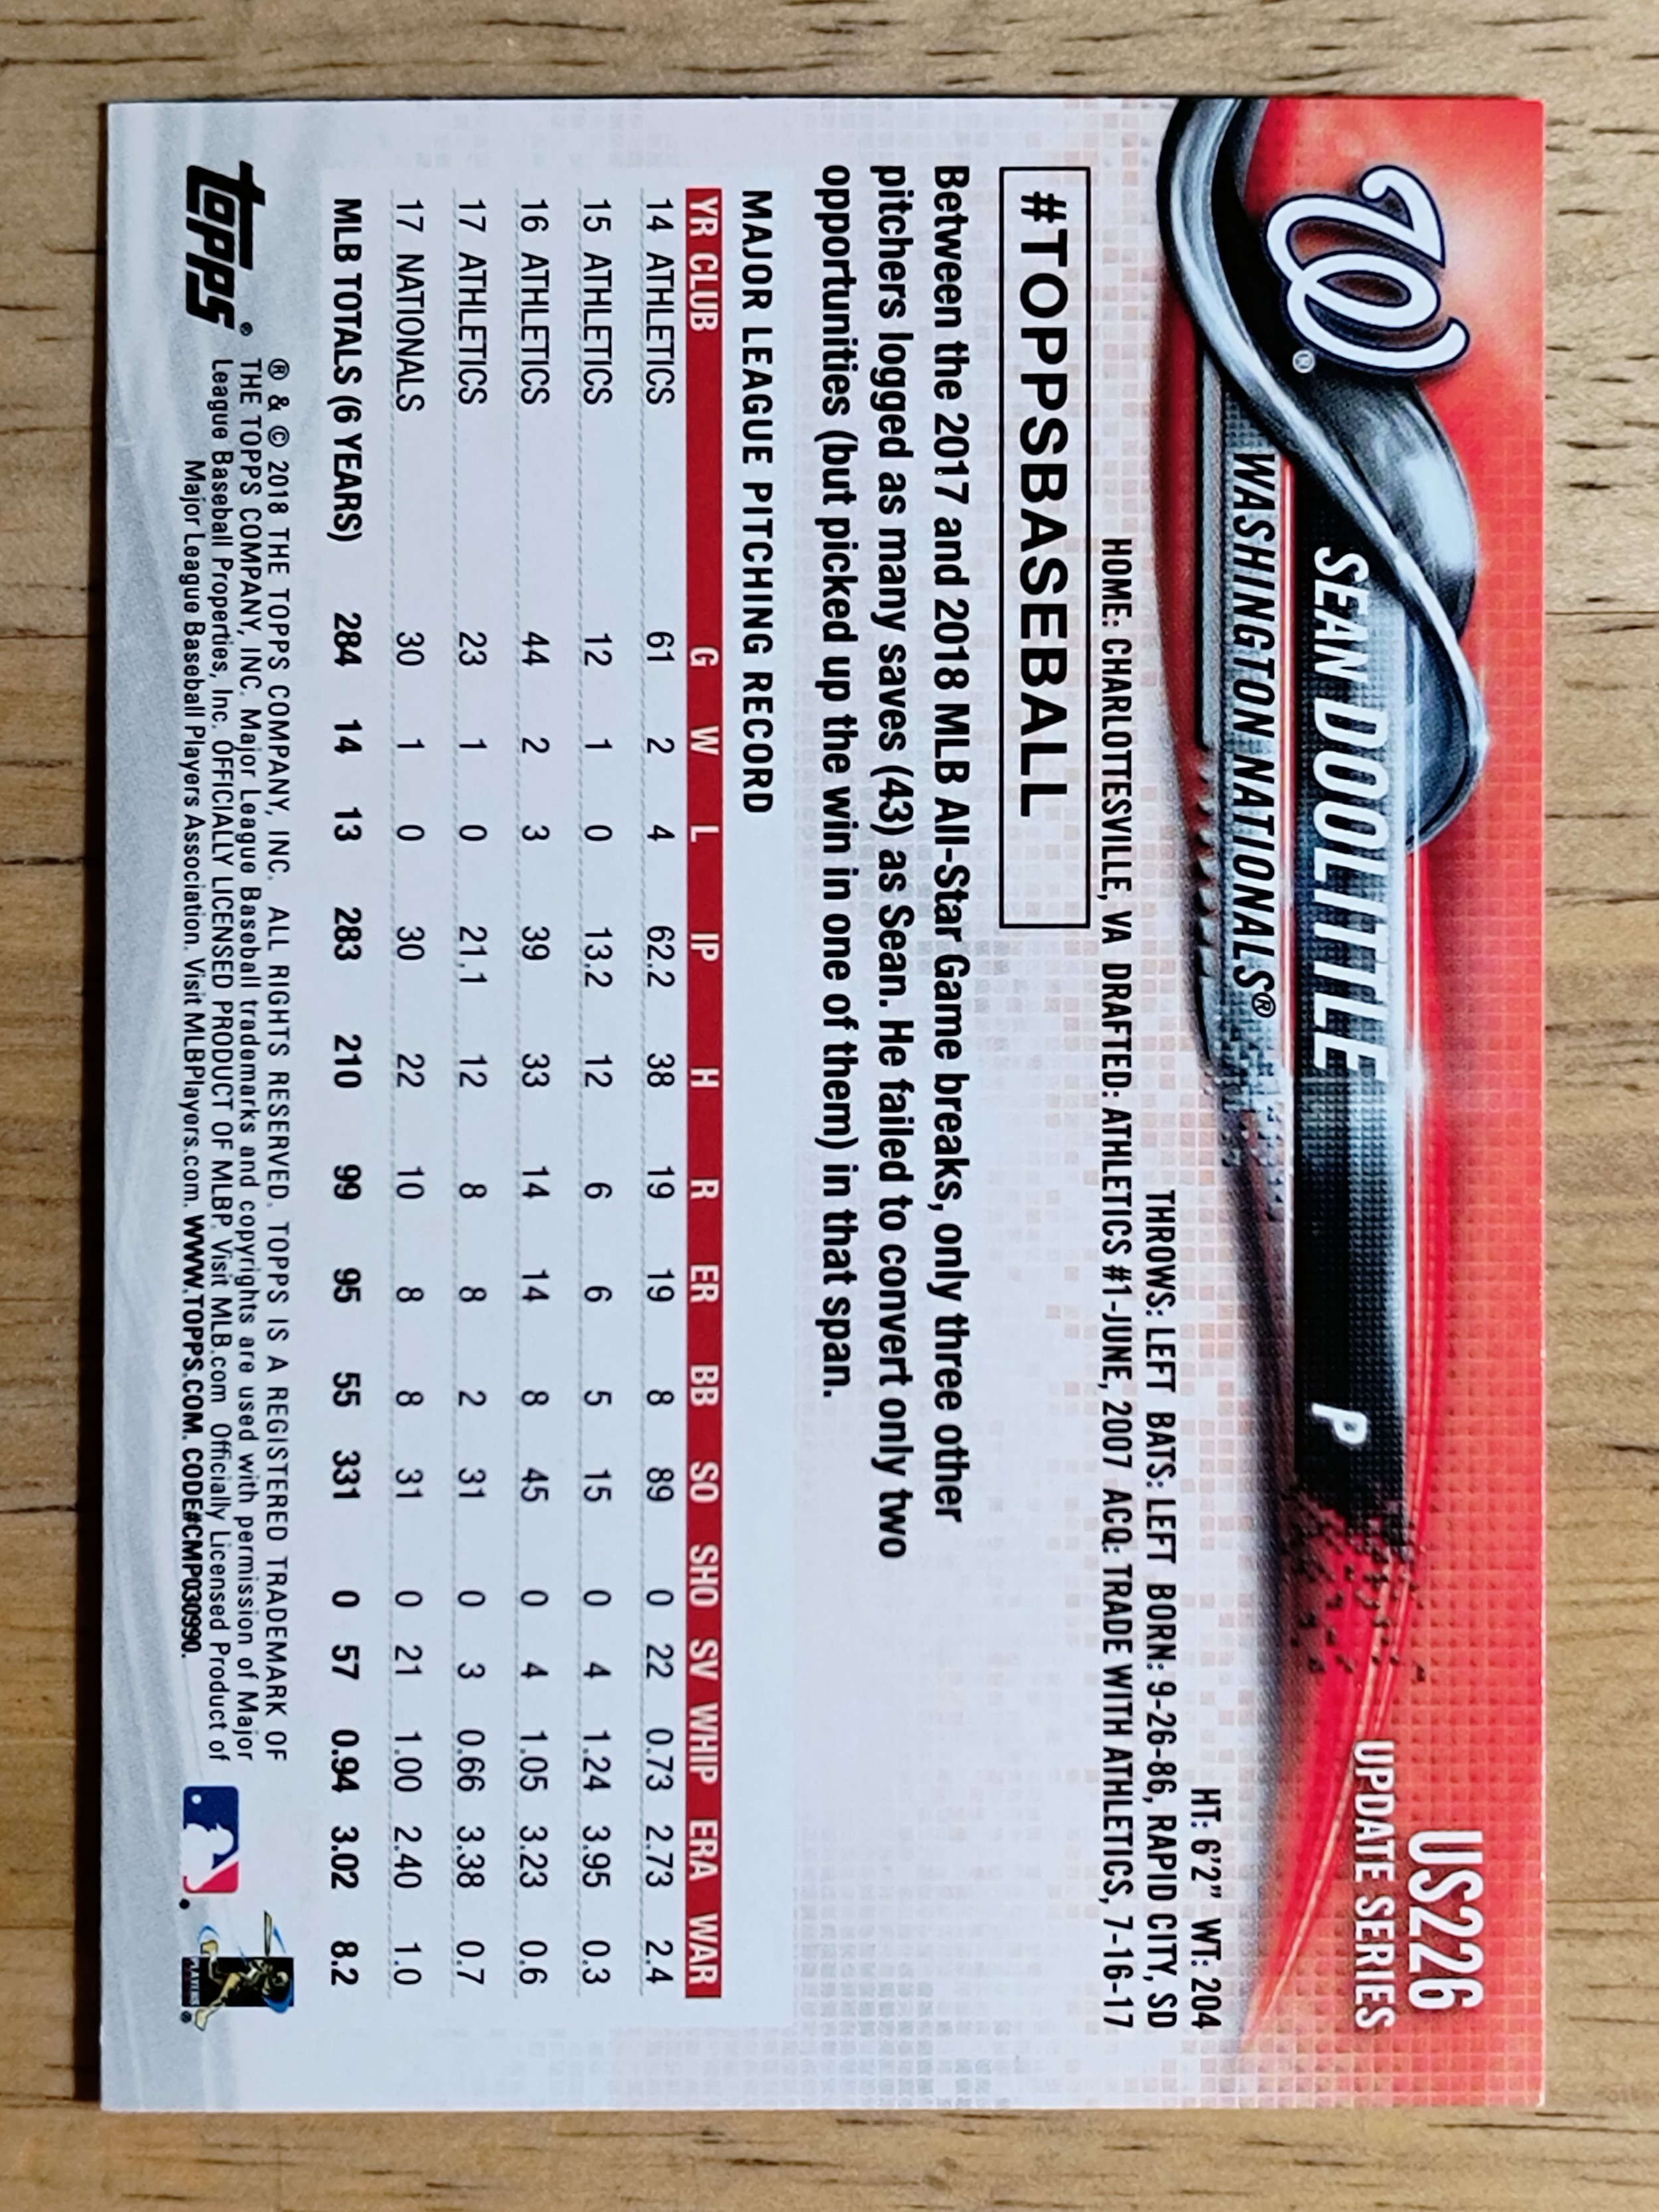 US226
UPDATE SERIES
W®
SEAN DOOLITTLE P
WASHINGTON NATIONALS®
HT: 6'2" WT: 204
THROWS: LEFT BATS: LEFT BORN: 9-26-86, RAPID CITY, SD
HOME: CHARLOTTESVILLE, VA DRAFTED: ATHLETICS #1-JUNE, 2007 ACQ: TRADE WITH ATHLETICS, 7-16-17
#TOPPSBASEBALL
Between the 2017 and 2018 MLB All-Star Game breaks, only three other
pitchers logged as many saves (43) as Sean. He failed to convert only two
opportunities (but picked up the win in one of them) in that span.
MAJOR LEAGUE PITCHING RECORD
YR CLUB G W L IP H R ER BB SO SHO SV WHIP ERA WAR
14 ATHLETICS 61 2 4 62.2 38 19 19 8 89 0 22 0.73 2.73 2.4
15 ATHLETICS 12 1 0 13.2 12 6 6 5 15 0 4 1.24 3.95 0.3
16 ATHLETICS 44 2 3 39 33 14 14 8 45 0 4 1.05 3.23 0.6
17 ATHLETICS 23 1 0 21.1 12 8 8 2 31 0 3 0.66 3.38 0.7
17 NATIONALS 30 1 0 30 22 10 8 8 31 0 21 1.00 2.40 1.0
MLB TOTALS (6 YEARS) 284 14 13 283 210 99 95 55 331 0 57 0.94 3.02 8.2
topps®
® & © 2018 THE TOPPS COMPANY, INC. ALL RIGHTS RESERVED. TOPPS IS A REGISTERED TRADEMARK OF
THE TOPPS COMPANY, INC. Major League Baseball trademarks and copyrights are used with permission of Major
League Baseball Properties, Inc. OFFICIALLY LICENSED PRODUCT OF MLBP. Visit MLB.com Officially Licensed Product of
Major League Baseball Players Association. Visit MLBPlayers.com. WWW.TOPPS.COM. CODE#CMP030990.